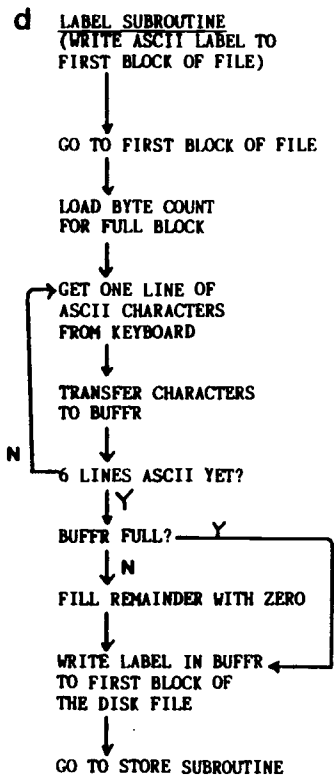 d LABEL SUBROUTINE
(WRITE ASCII LABEL TO
FIRST BLOCK OF FILE)
GO TO FIRST BLOCK OF FILE
LOAD BYTE COUNT
FOR FULL BLOCK
GET ONE LINE OF
ASCII CHARACTERS
FROM KEYBOARD
TRANSFER CHARACTERS
TO BUFFR
N
6 LINES ASCII YET?
Y
BUFFR FULL? Y
N
FILL REMAINDER WITH ZERO
WRITE LABEL IN BUFFR
TO FIRST BLOCK OF
THE DISK FILE
GO TO STORE SUBROUTINE